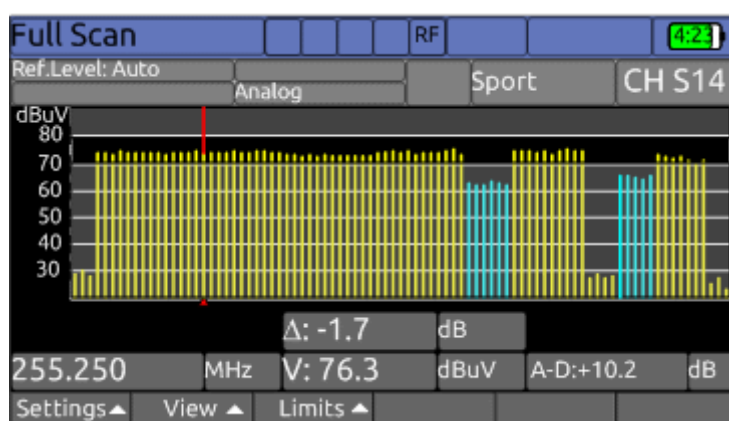 Full Scan RF 4:23
Ref.Level: Auto
Analog Sport CH S14
dBuV
80
70
60
50
40
30
Δ: -1.7 dB
255.250 MHz V: 76.3 dBuV A-D:+10.2 dB
Settings▲ View ▲ Limits ▲